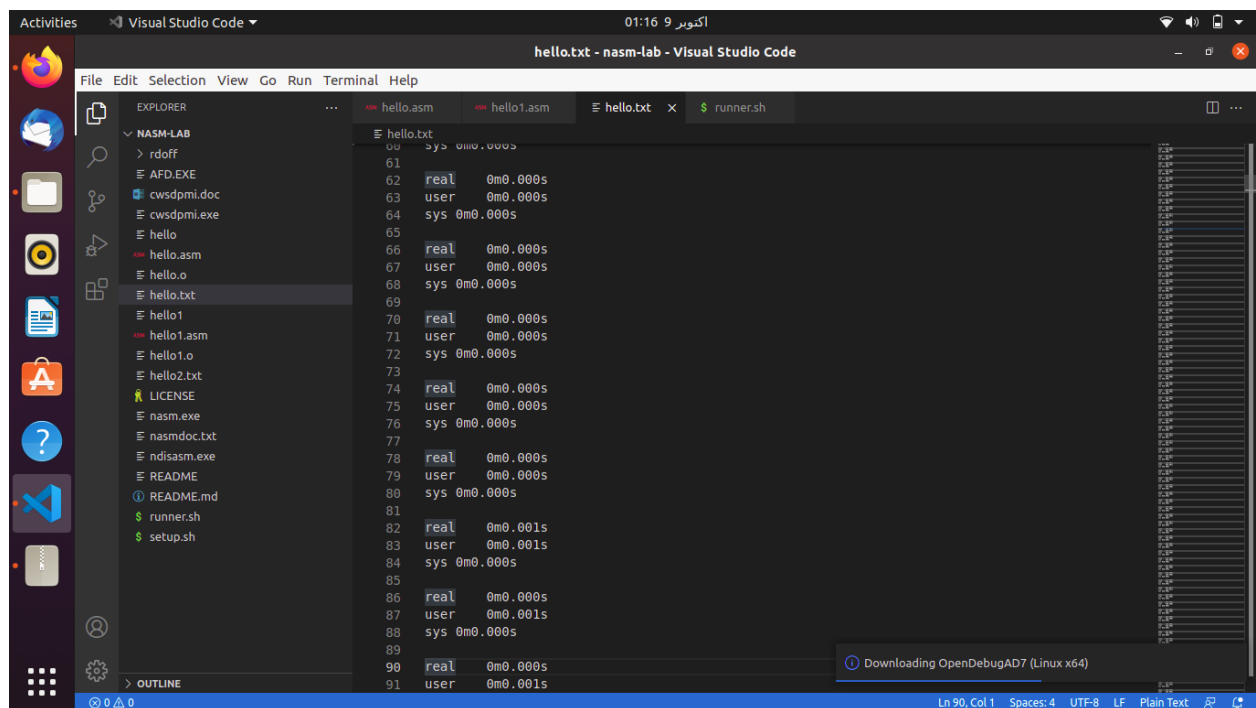 Activities
Visual Studio Code
اکتوبر 9 01:16
hello.txt - nasm-lab - Visual Studio Code
File Edit Selection View Go Run Terminal Help
EXPLORER
NASM-LAB
rdoff
AFD.EXE
cwsdpmi.doc
cwsdpmi.exe
hello
ASM hello.asm
hello.o
hello.txt
hello1
ASM hello1.asm
hello1.o
hello2.txt
LICENSE
nasm.exe
nasmdoc.txt
ndisasm.exe
README
README.md
$ runner.sh
$ setup.sh
OUTLINE
ASM hello.asm ASM hello1.asm hello.txt $ runner.sh
hello.txt
60 sys 0m0.000s
61
62 real 0m0.000s
63 user 0m0.000s
64 sys 0m0.000s
65
66 real 0m0.000s
67 user 0m0.000s
68 sys 0m0.000s
69
70 real 0m0.000s
71 user 0m0.000s
72 sys 0m0.000s
73
74 real 0m0.000s
75 user 0m0.000s
76 sys 0m0.000s
77
78 real 0m0.000s
79 user 0m0.000s
80 sys 0m0.000s
81
82 real 0m0.001s
83 user 0m0.001s
84 sys 0m0.000s
85
86 real 0m0.000s
87 user 0m0.001s
88 sys 0m0.000s
89
90 real 0m0.000s
91 user 0m0.001s
Downloading OpenDebugAD7 (Linux x64)
0 0
Ln 90, Col 1 Spaces: 4 UTF-8 LF Plain Text